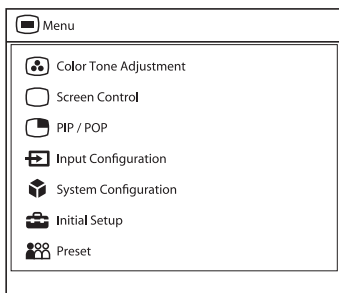 Menu
Color Tone Adjustment
Screen Control
PIP / POP
Input Configuration
System Configuration
Initial Setup
Preset